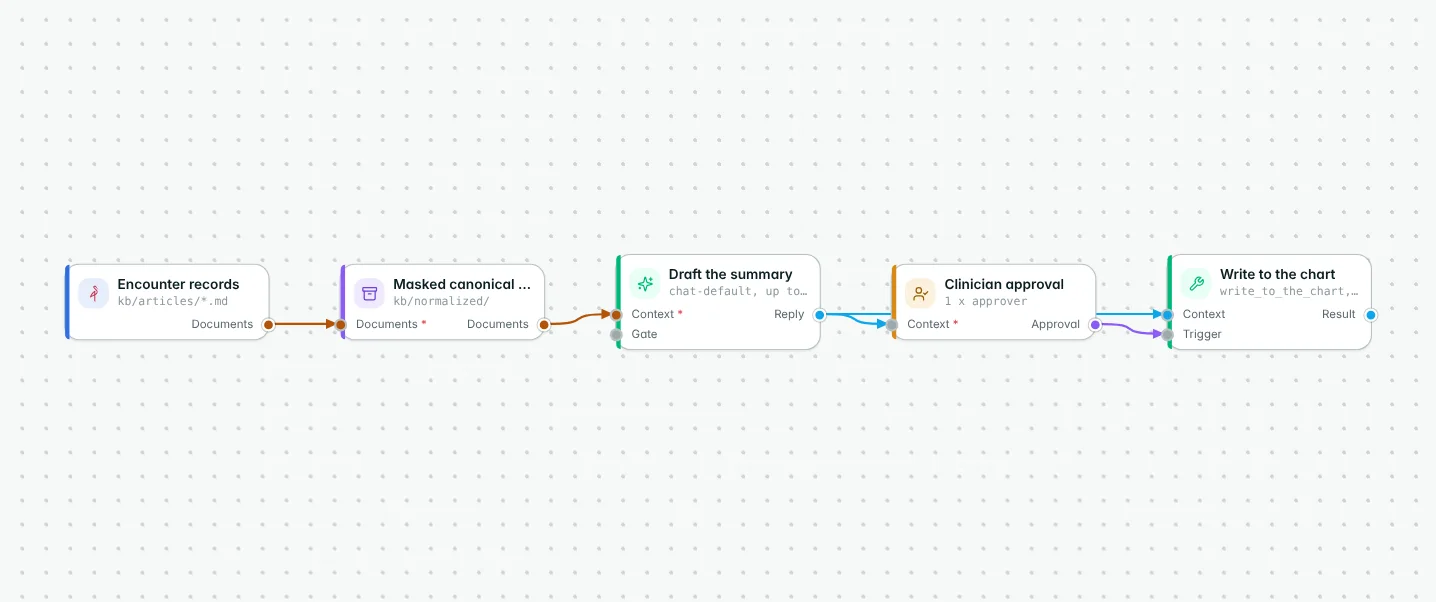 Encounter records
kb/articles/*.md
Documents
Masked canonical ...
kb/normalized/
Documents *
Documents
Draft the summary
chat-default, up to…
Context *
Reply
Gate
Clinician approval
1 x approver
Context *
Approval
Write to the chart
write_to_the_chart,…
Context
Result
Trigger